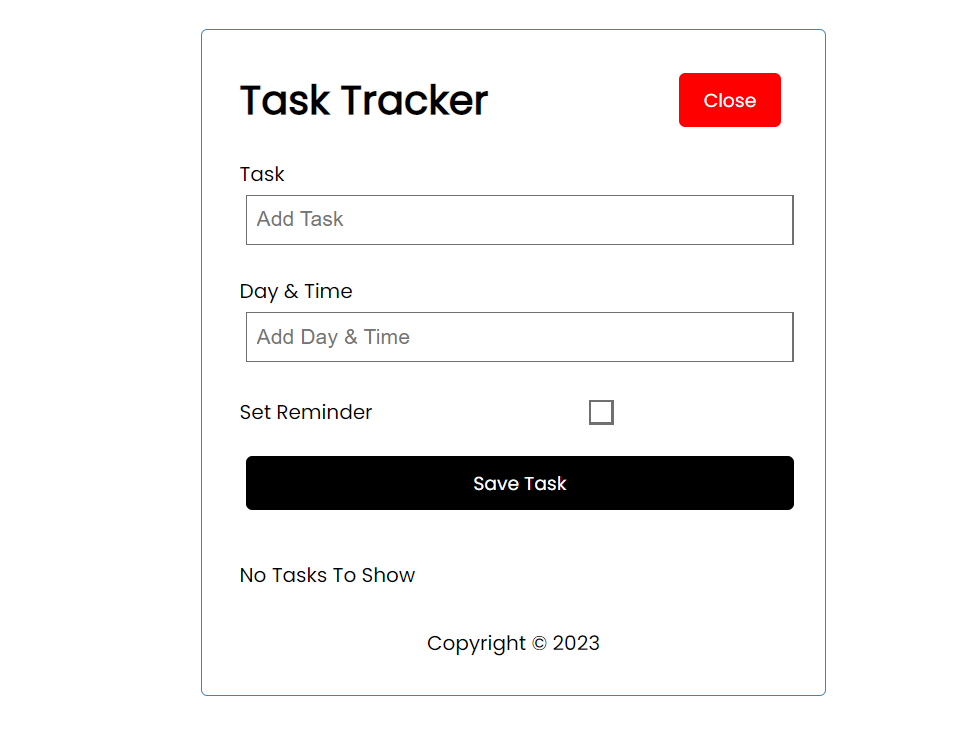 Task Tracker
Close
Task
Add Task
Day & Time
Add Day & Time
Set Reminder
Save Task
No Tasks To Show
Copyright © 2023